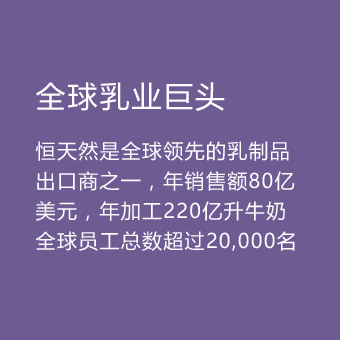 全球乳业巨头
恒天然是全球领先的乳制品
出口商之一，年销售额80亿
美元，年加工220亿升牛奶
全球员工总数超过20,000名